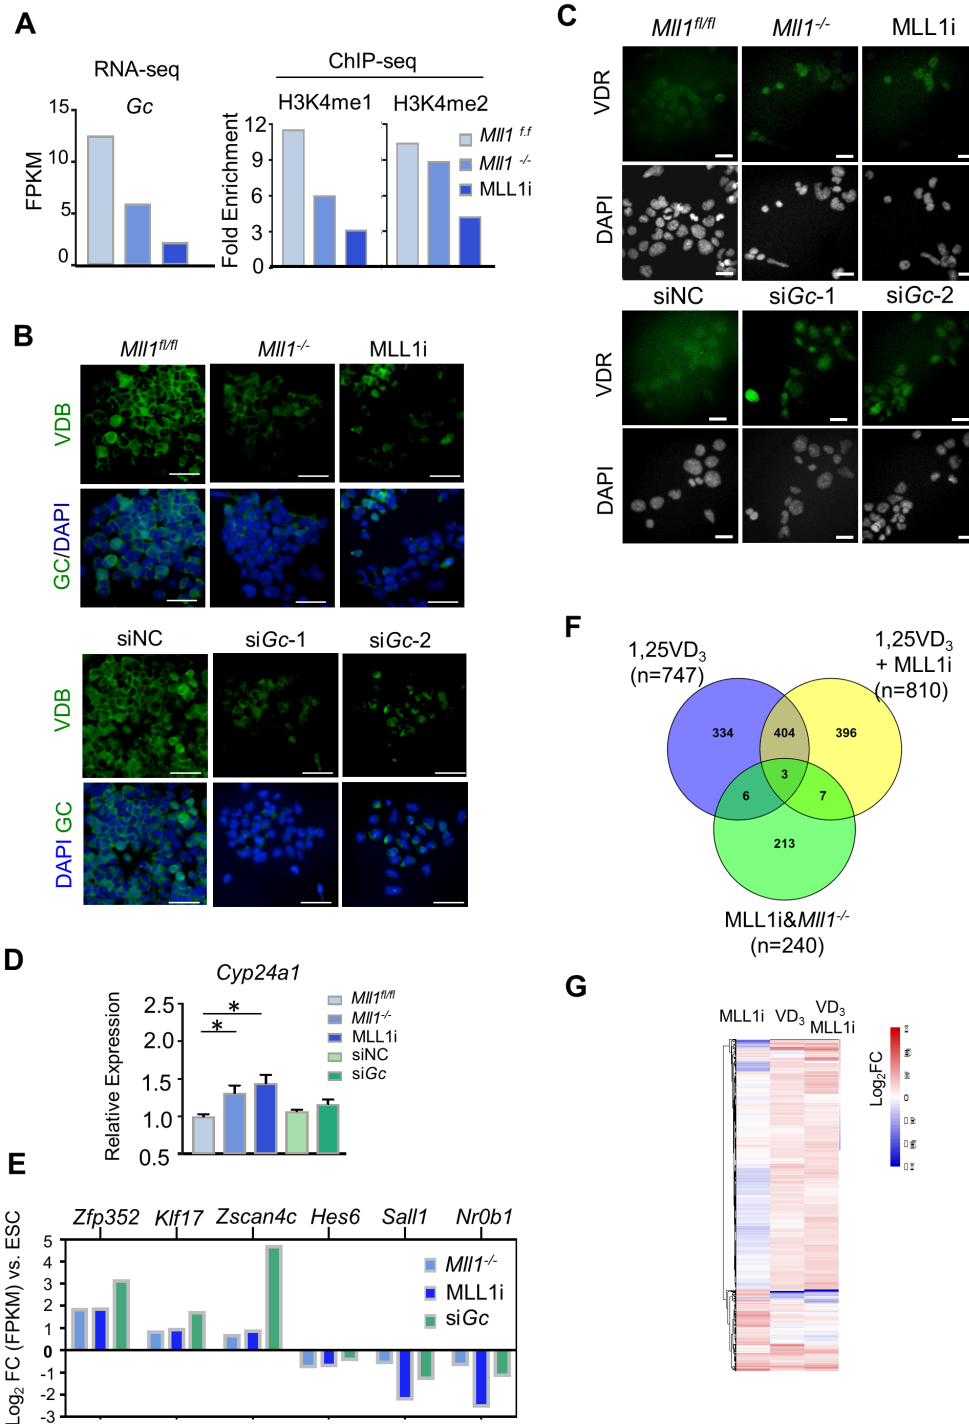 A
RNA-seq
Gc
FPKM
15
10
5
0
ChIP-seq
H3K4me1
H3K4me2
Fold Enrichment
12
9
6
3
0
Mll1 f.f
Mll1 -/-
MLL1i
B
Mll1fl/fl
Mll1-/-
MLL1i
VDB
GC/DAPI
siNC
siGc-1
siGc-2
VDB
DAPI GC
C
Mll1fl/fl
Mll1-/-
MLL1i
VDR
DAPI
siNC
siGc-1
siGc-2
VDR
DAPI
D
Cyp24a1
Relative Expression
2.5
2.0
1.5
1.0
0.5
*
*
Mll1fl/fl
Mll1-/-
MLL1i
siNC
siGc
E
Zfp352
Klf17
Zscan4c
Hes6
Sall1
Nr0b1
Log2 FC (FPKM) vs. ESC
5
4
3
2
1
0
-1
-2
-3
Mll1-/-
MLL1i
siGc
F
1,25VD3
(n=747)
1,25VD3
+ MLL1i
(n=810)
334
404
396
3
6
7
213
MLL1i&Mll1-/-
(n=240)
G
MLL1i
VD3
VD3
MLL1i
Log2FC
0